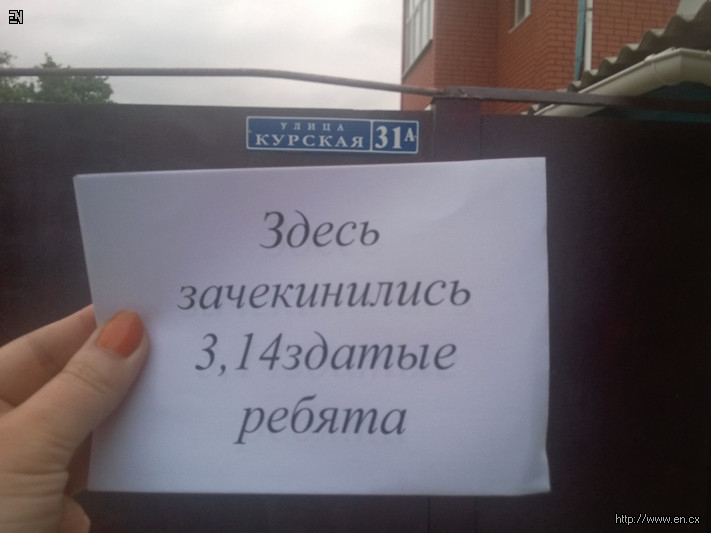 EN
УЛИЦА
КУРСКАЯ 31А
Здесь
зачекинились
3,14здатые
ребята
http://www.en.cx